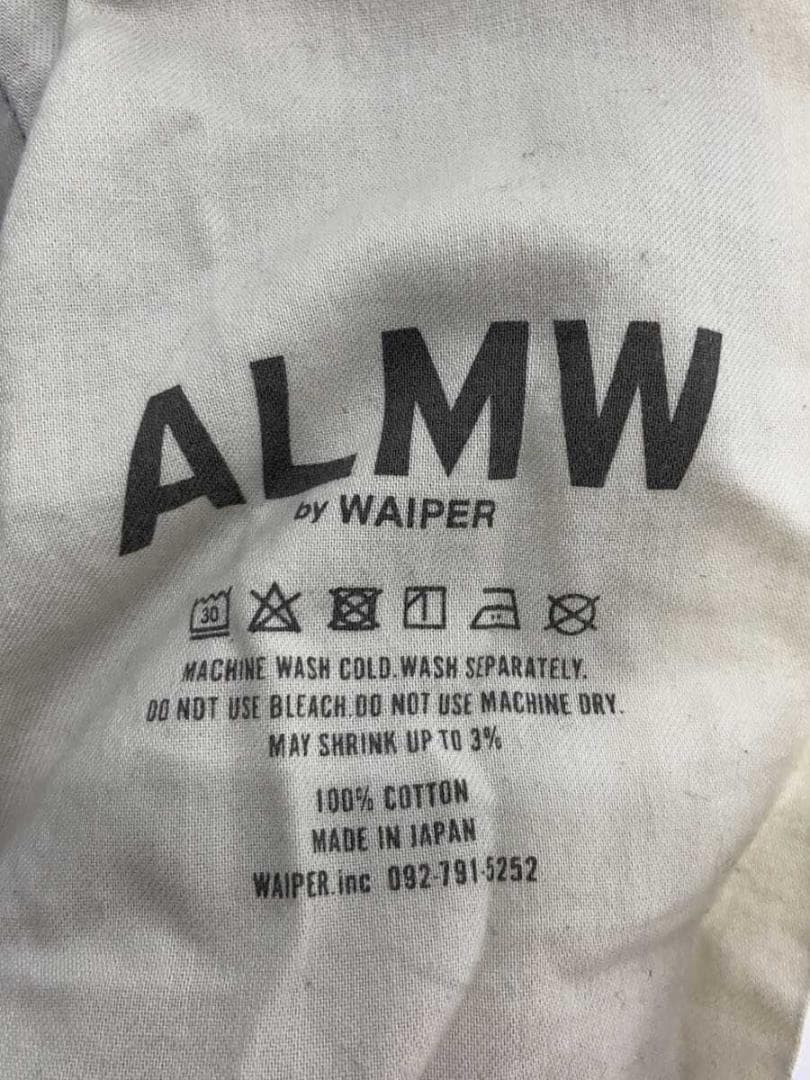 ALMW
by WAIPER
30
MACHINE WASH COLD.WASH SEPARATELY.
DO NOT USE BLEACH.DO NOT USE MACHINE DRY.
MAY SHRINK UP TO 3%
100% COTTON
MADE IN JAPAN
WAIPER.inc 092-791-5252